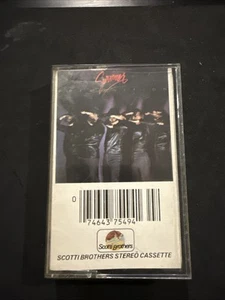 0
74643 75494
Scotti Brothers
SCOTTI BROTHERS STEREO CASSETTE